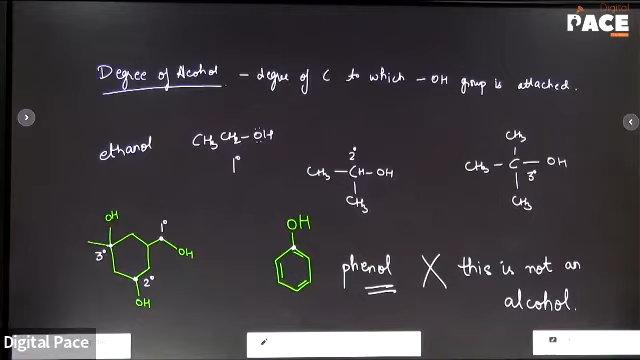 Digital
PACE
Degree of Alcohol - degree of C to which - OH group is attached.
ethanol CH3 CH2 - OH
1°
2°
CH3 - CH - OH
CH3
CH3
CH3 - C - OH
3°
CH3
OH
1°
3°
OH
2°
OH
OH
phenol X this is not an
alcohol.
Digital Pace